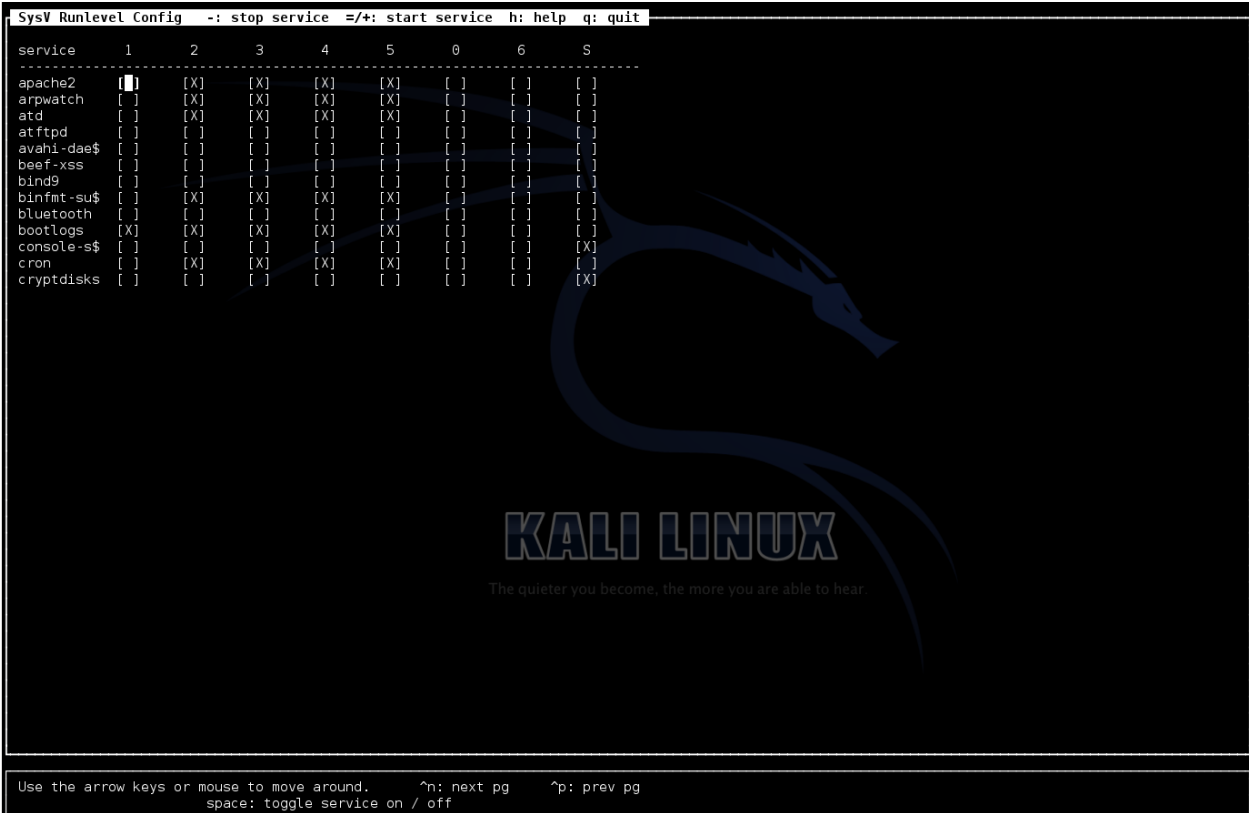 SysV Runlevel Config   -: stop service  =/+: start service  h: help  q: quit
service      1       2       3       4       5       0       6       S
----------------------------------------------------------------------------
apache2     [ ]     [X]     [X]     [X]     [X]     [ ]     [ ]     [ ]
arpwatch    [ ]     [X]     [X]     [X]     [X]     [ ]     [ ]     [ ]
atd         [ ]     [X]     [X]     [X]     [X]     [ ]     [ ]     [ ]
atftpd      [ ]     [ ]     [ ]     [ ]     [ ]     [ ]     [ ]     [ ]
avahi-dae$  [ ]     [ ]     [ ]     [ ]     [ ]     [ ]     [ ]     [ ]
beef-xss    [ ]     [ ]     [ ]     [ ]     [ ]     [ ]     [ ]     [ ]
bind9       [ ]     [ ]     [ ]     [ ]     [ ]     [ ]     [ ]     [ ]
binfmt-su$  [ ]     [X]     [X]     [X]     [X]     [ ]     [ ]     [ ]
bluetooth   [ ]     [ ]     [ ]     [ ]     [ ]     [ ]     [ ]     [ ]
bootlogs    [X]     [X]     [X]     [X]     [X]     [ ]     [ ]     [ ]
console-s$  [ ]     [ ]     [ ]     [ ]     [ ]     [ ]     [ ]     [X]
cron        [ ]     [X]     [X]     [X]     [X]     [ ]     [ ]     [ ]
cryptdisks  [ ]     [ ]     [ ]     [ ]     [ ]     [ ]     [ ]     [X]
KALI LINUX
The quieter you become, the more you are able to hear.
Use the arrow keys or mouse to move around.      ^n: next pg     ^p: prev pg
space: toggle service on / off